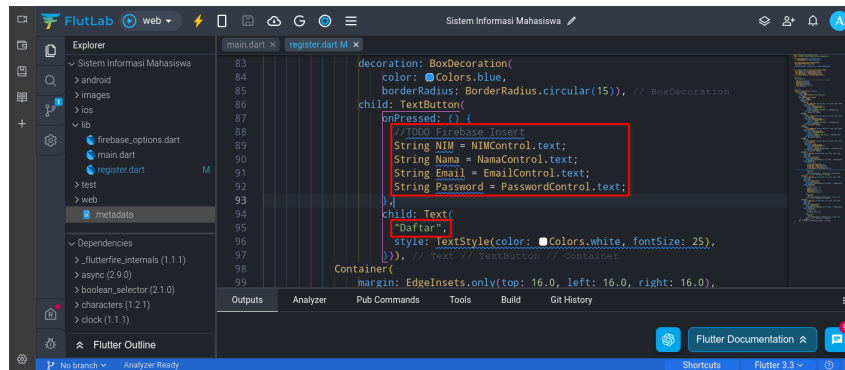 FlutLab
web
Sistem Informasi Mahasiswa
Explorer
Sistem Informasi Mahasiswa
android
images
ios
lib
firebase_options.dart
main.dart
register.dart M
test
web
metadata
Dependencies
_flutterfire_internals (1.1.1)
async (2.9.0)
boolean_selector (2.1.0)
characters (1.2.1)
clock (1.1.1)
Flutter Outline
main.dart ×
register.dart M ×
83 decoration: BoxDecoration(
84 color: Colors.blue,
85 borderRadius: BorderRadius.circular(15)), // BoxDecoration
86 child: TextButton(
87 onPressed: () {
88 //TODO Firebase Insert
89 String NIM = NIMControl.text;
90 String Nama = NamaControl.text;
91 String Email = EmailControl.text;
92 String Password = PasswordControl.text;
93 },
94 child: Text(
95 "Daftar",
96 style: TextStyle(color: Colors.white, fontSize: 25),
97 ))), // Text // TextButton // Container
98 Container(
99 margin: EdgeInsets.only(top: 16.0, left: 16.0, right: 16.0),
Outputs Analyzer Pub Commands Tools Build Git History
Flutter Documentation
No branch Analyzer Ready
Shortcuts Flutter 3.3